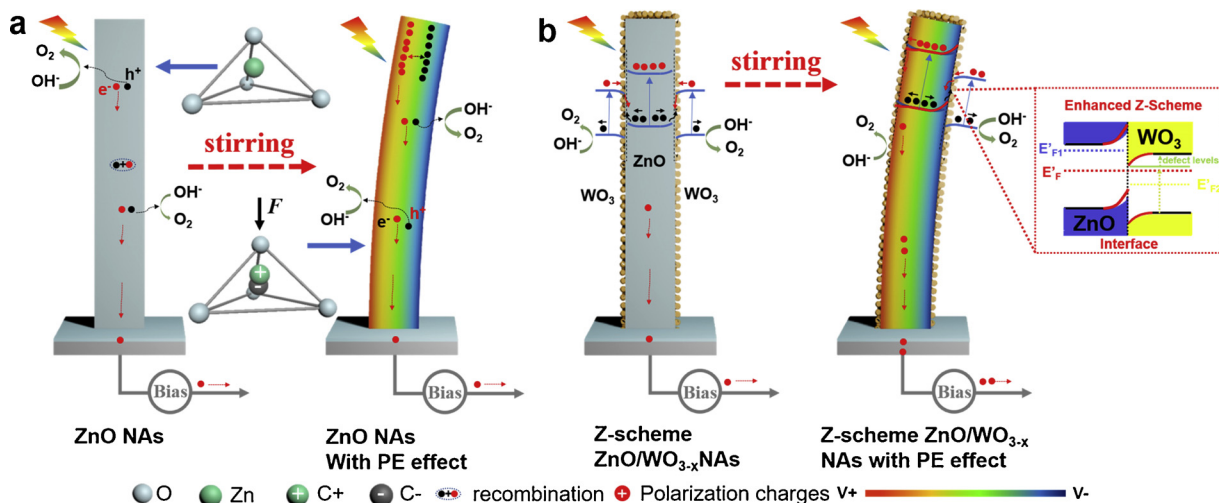 a
O2
OH-
h+
e-
stirring
OH-
O2
F
+
-
Bias
ZnO NAs
OH-
O2
O2
OH-
h+
e-
Bias
ZnO NAs
With PE effect
b
O2
OH-
OH-
O2
ZnO
WO3
WO3
stirring
Bias
Z-scheme
ZnO/WO3-xNAs
O2
OH-
OH-
O2
Bias
Z-scheme ZnO/WO3-x
NAs with PE effect
Enhanced Z-Scheme
WO3
E'F1
defect levels
E'F
E'F2
ZnO
Interface
O Zn + C+ - C- + recombination + Polarization charges V+ V-